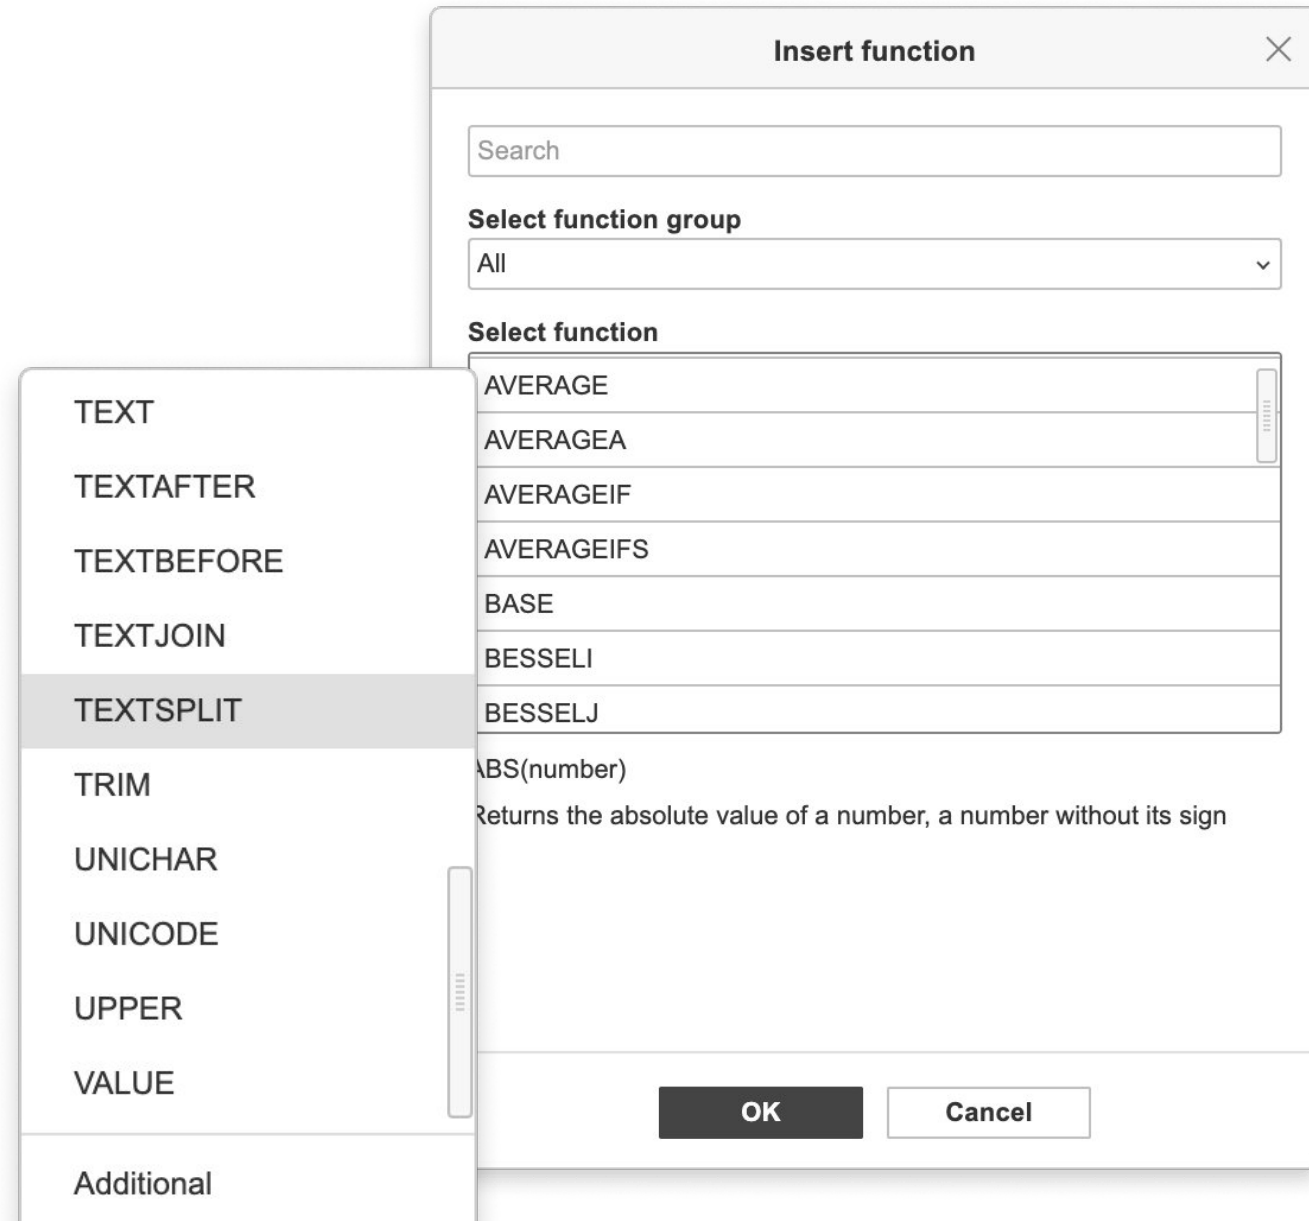 Insert function
Search
Select function group
All
Select function
AVERAGE
AVERAGEA
AVERAGEIF
AVERAGEIFS
BASE
BESSELI
BESSELJ
ABS(number)
Returns the absolute value of a number, a number without its sign
OK
Cancel
TEXT
TEXTAFTER
TEXTBEFORE
TEXTJOIN
TEXTSPLIT
TRIM
UNICHAR
UNICODE
UPPER
VALUE
Additional